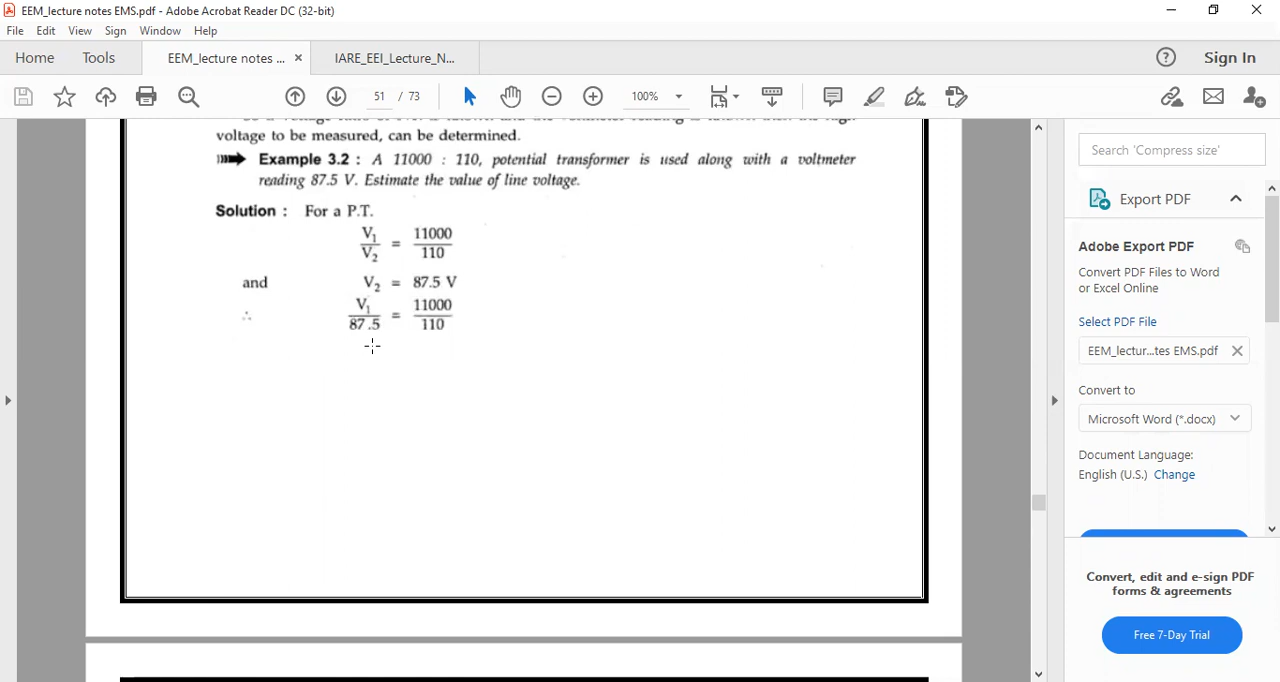 EEM_lecture notes EMS.pdf - Adobe Acrobat Reader DC (32-bit)
File Edit View Sign Window Help
Home Tools EEM_lecture notes ... × IARE_EEI_Lecture_N... ? Sign In
51 / 73 100%
voltage to be measured, can be determined.
Example 3.2 : A 11000 : 110, potential transformer is used along with a voltmeter
reading 87.5 V. Estimate the value of line voltage.
Solution : For a P.T.
V₁/V₂ = 11000/110
and V₂ = 87.5 V
∴ V₁/87.5 = 11000/110
Search 'Compress size'
Export PDF
Adobe Export PDF
Convert PDF Files to Word
or Excel Online
Select PDF File
EEM_lectur...tes EMS.pdf ×
Convert to
Microsoft Word (*.docx)
Document Language:
English (U.S.) Change
Convert, edit and e-sign PDF
forms & agreements
Free 7-Day Trial